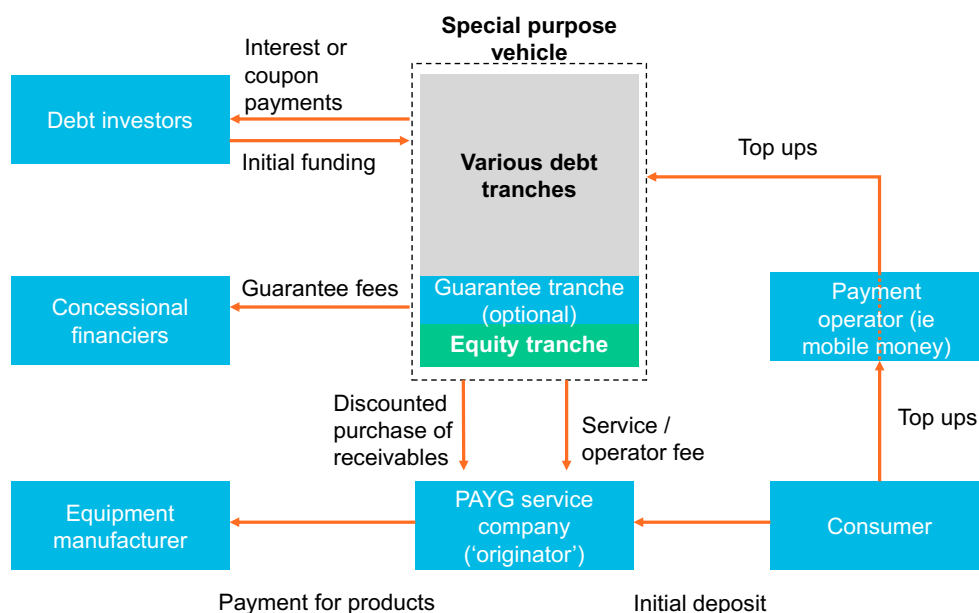 Special purpose
vehicle
Interest or
coupon
payments
Debt investors
Initial funding
Various debt
tranches
Top ups
Guarantee fees
Concessional
financiers
Guarantee tranche
(optional)
Equity tranche
Payment
operator (ie
mobile money)
Discounted
purchase of
receivables
Service /
operator fee
Top ups
Equipment
manufacturer
PAYG service
company
(‘originator’)
Consumer
Payment for products
Initial deposit